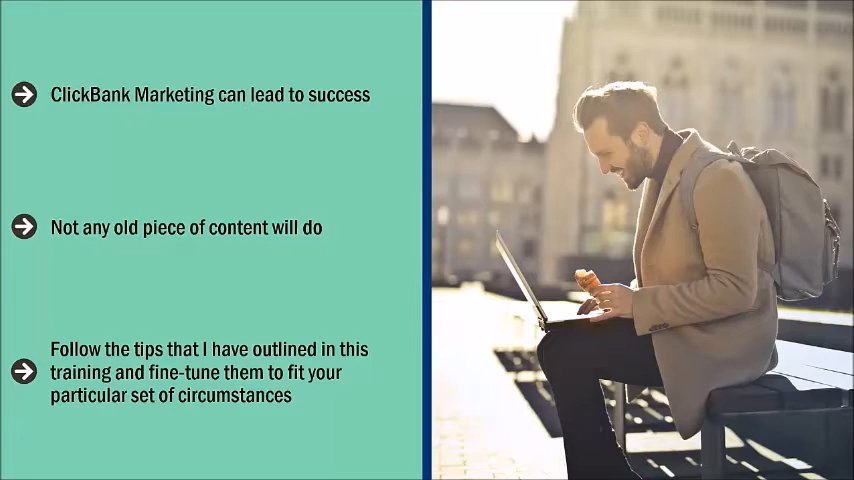 ClickBank Marketing can lead to success
Not any old piece of content will do
Follow the tips that I have outlined in this
training and fine-tune them to fit your
particular set of circumstances